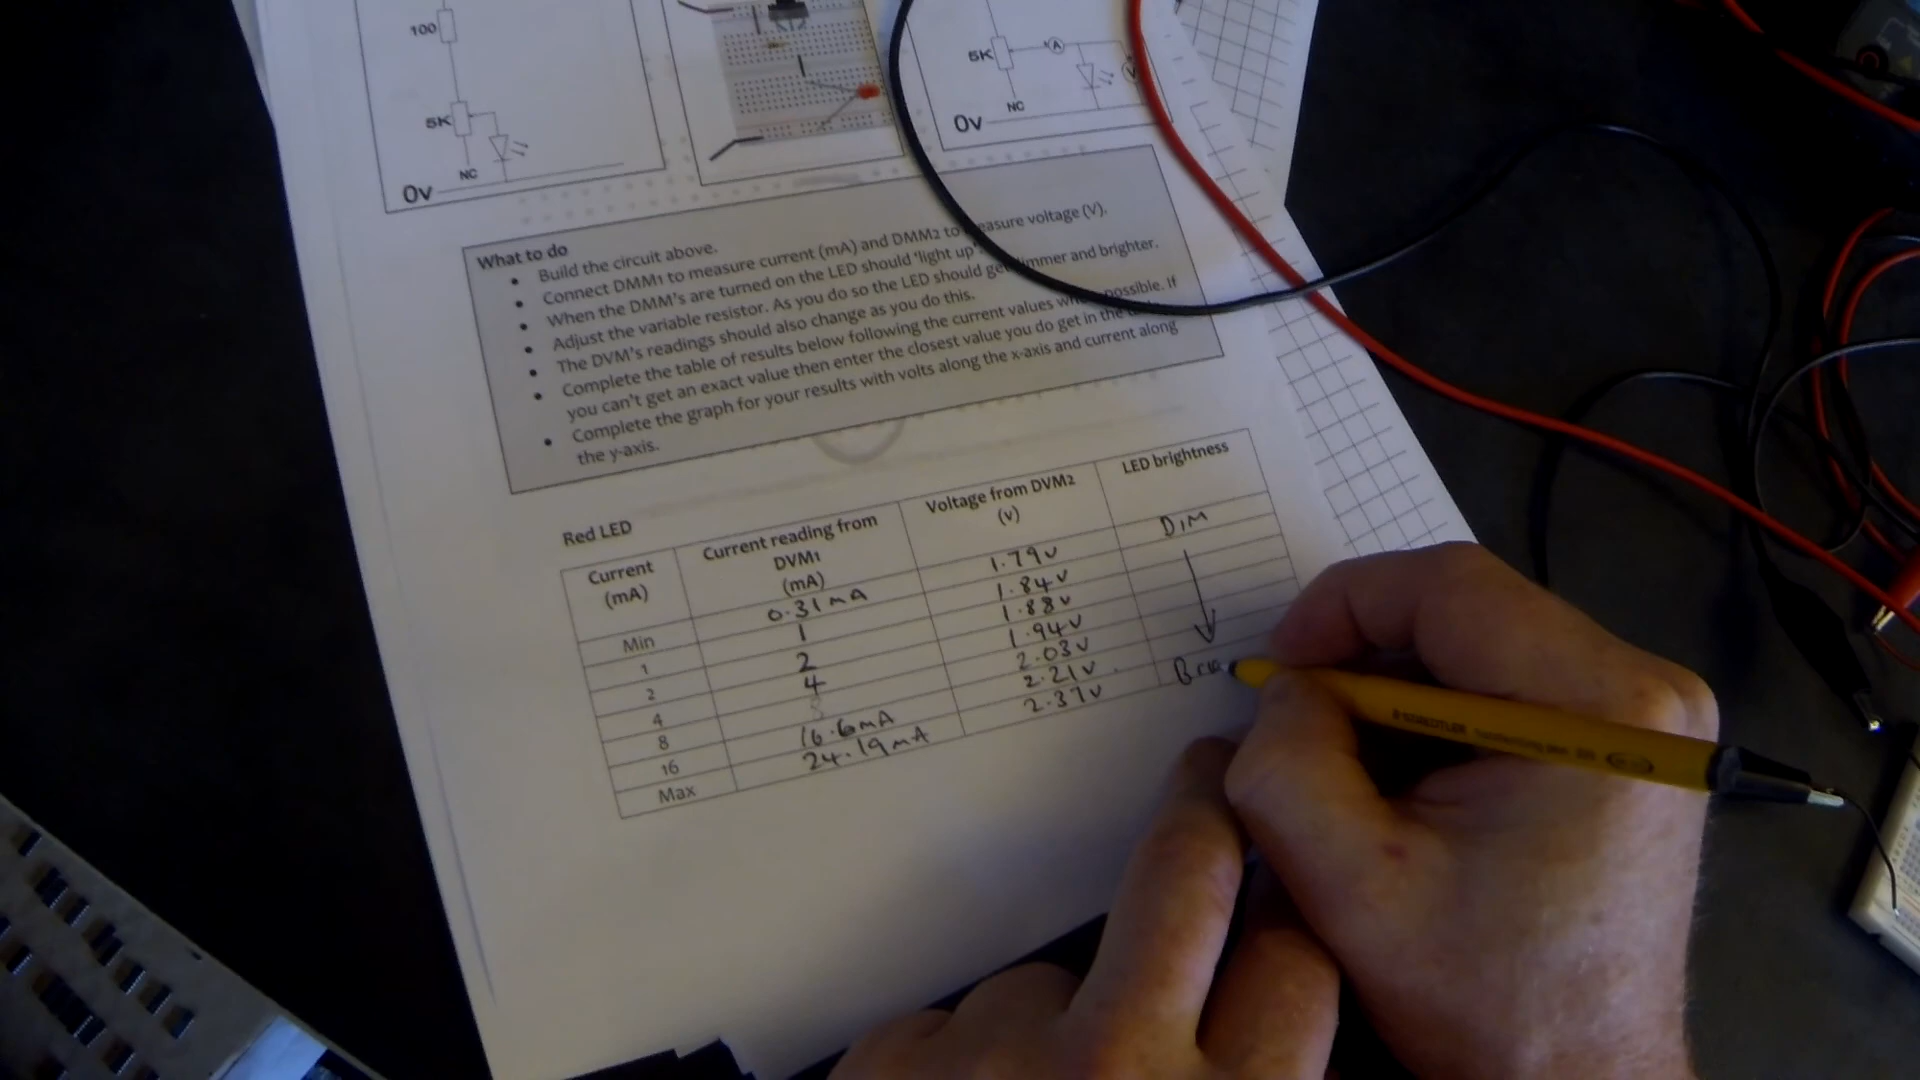 100
5K
NC
0v
5K
A
NC
0v
What to do
• Build the circuit above.
• Connect DMM1 to measure current (mA) and DMM2 to measure voltage (V).
• When the DMM's are turned on the LED should 'light up'
• Adjust the variable resistor. As you do so the LED should get dimmer and brighter.
• The DVM's readings should also change as you do this.
• Complete the table of results below following the current values when possible. If
you can't get an exact value then enter the closest value you do get in the
• Complete the graph for your results with volts along the x-axis and current along
the y-axis.
Red LED
Current (mA) Current reading from DVM1 (mA) Voltage from DVM2 (v) LED brightness
Min 0.31mA 1.79v DIM
1 1 1.84v
2 2 1.88v
4 4 1.94v
8 8 2.03v
16 16.6mA 2.21v
Max 24.19mA 2.37v
STAEDTLER